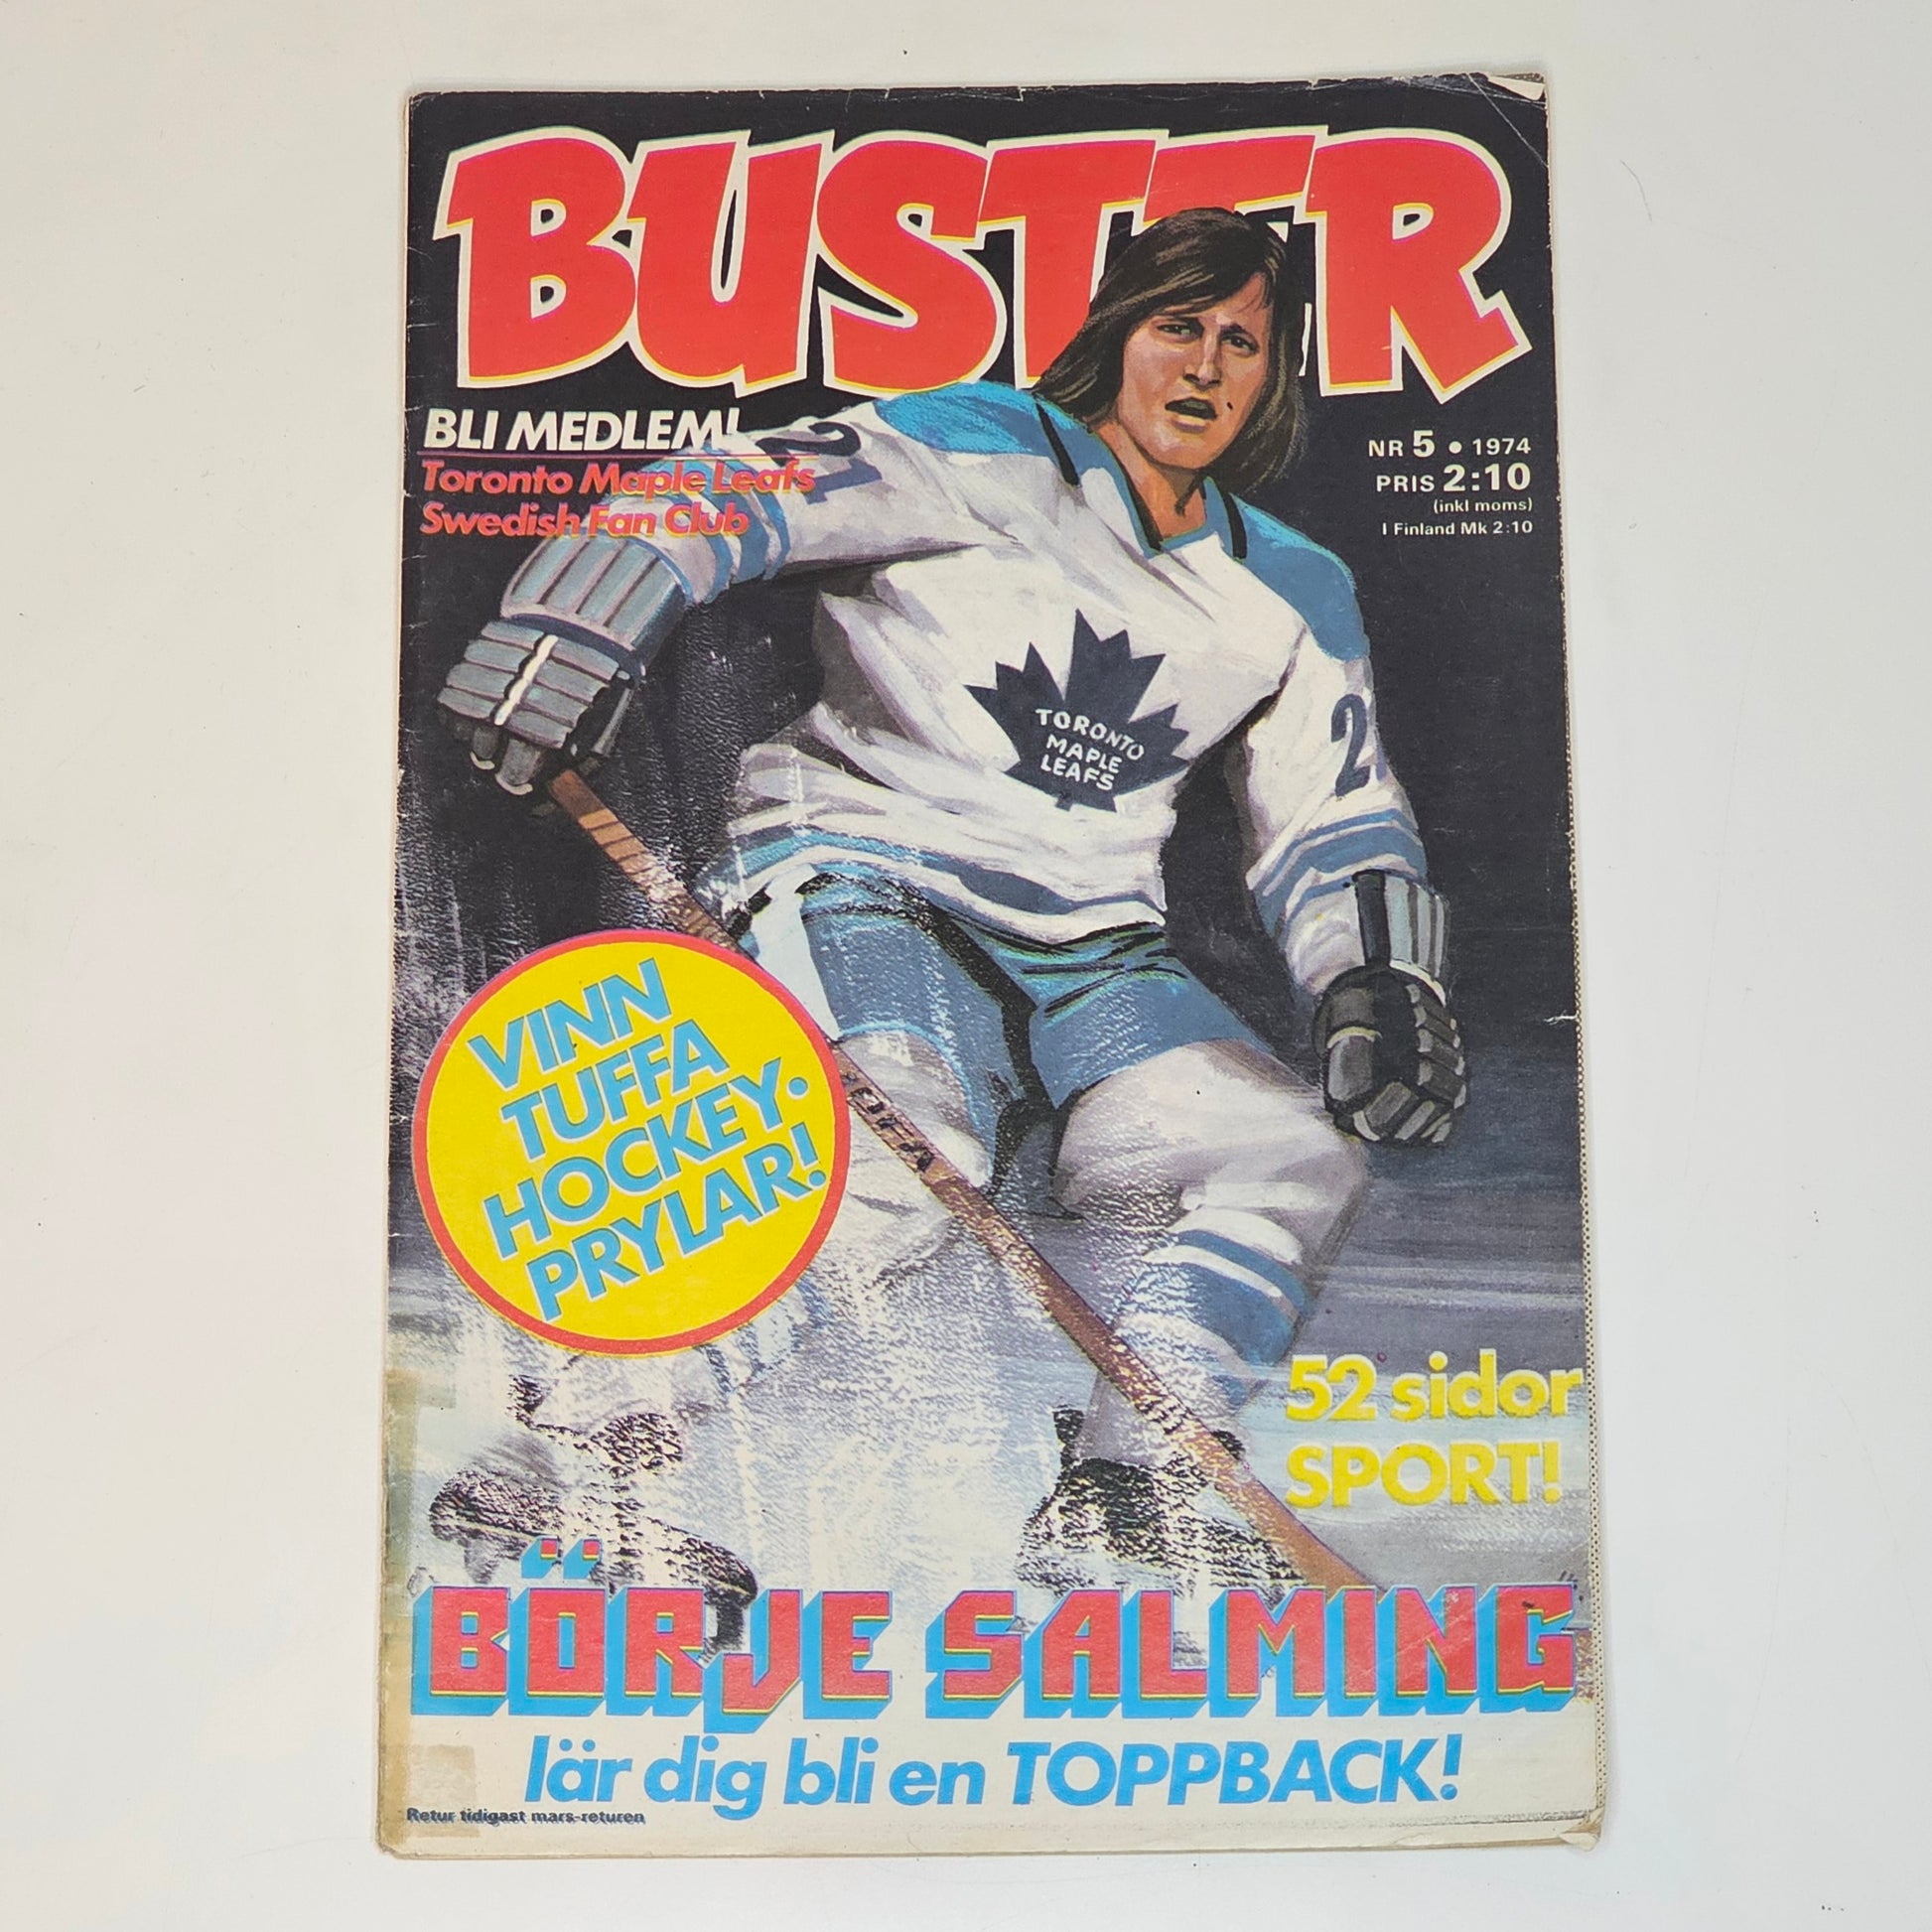 BUSTER
BLI MEDLEM!
Toronto Maple Leafs
Swedish Fan Club
NR 5 • 1974
PRIS 2:10
(inkl moms)
I Finland Mk 2:10
21
TORONTO
MAPLE
LEAFS
2
VINN
TUFFA
HOCKEY-
PRYLAR!
52 sidor
SPORT!
BÖRJE SALMING
lär dig bli en TOPPBACK!
Retur tidigast mars-returen